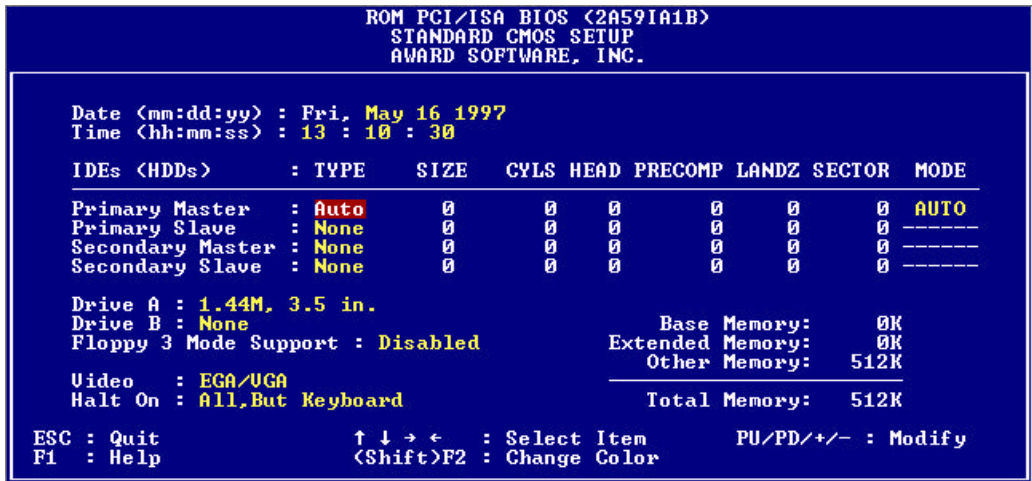 ROM PCI/ISA BIOS (2A59IA1B)
STANDARD CMOS SETUP
AWARD SOFTWARE, INC.
Date (mm:dd:yy) : Fri, May 16 1997
Time (hh:mm:ss) : 13 : 10 : 30
IDEs (HDDs) : TYPE SIZE CYLS HEAD PRECOMP LANDZ SECTOR MODE
Primary Master : Auto 0 0 0 0 0 0 AUTO
Primary Slave : None 0 0 0 0 0 0 ------
Secondary Master : None 0 0 0 0 0 0 ------
Secondary Slave : None 0 0 0 0 0 0 ------
Drive A : 1.44M, 3.5 in.
Drive B : None Base Memory: 0K
Floppy 3 Mode Support : Disabled Extended Memory: 0K
Other Memory: 512K
Video : EGA/VGA
Halt On : All,But Keyboard Total Memory: 512K
ESC : Quit ↑ ↓ → ← : Select Item PU/PD/+/- : Modify
F1 : Help (Shift)F2 : Change Color